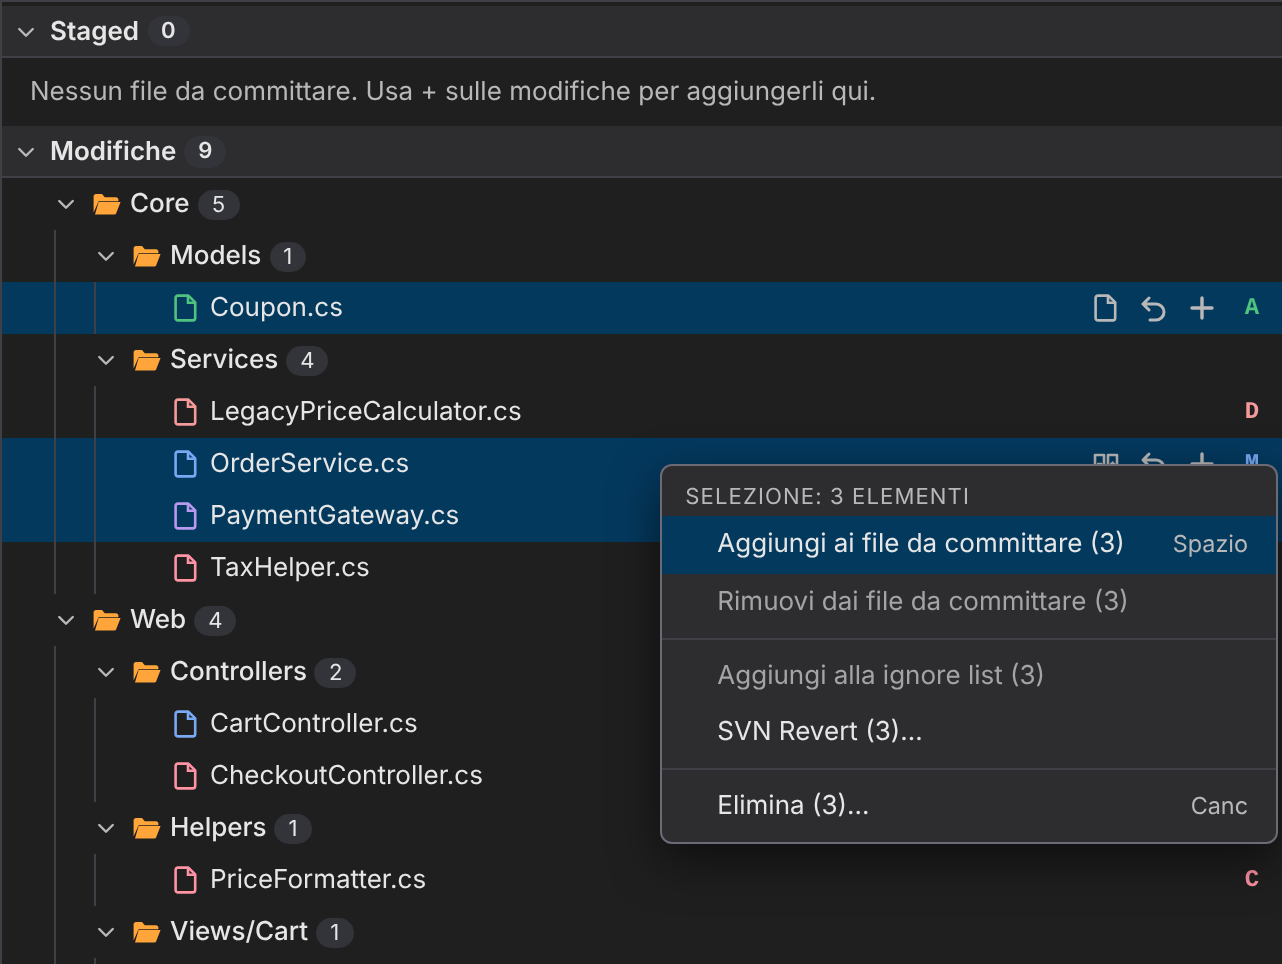 Staged 0
Nessun file da committare. Usa + sulle modifiche per aggiungerli qui.
Modifiche 9
Core 5
Models 1
Coupon.cs A
Services 4
LegacyPriceCalculator.cs D
OrderService.cs M
PaymentGateway.cs
TaxHelper.cs
Web 4
Controllers 2
CartController.cs
CheckoutController.cs
Helpers 1
PriceFormatter.cs C
Views/Cart 1
SELEZIONE: 3 ELEMENTI
Aggiungi ai file da committare (3) Spazio
Rimuovi dai file da committare (3)
Aggiungi alla ignore list (3)
SVN Revert (3)...
Elimina (3)... Canc